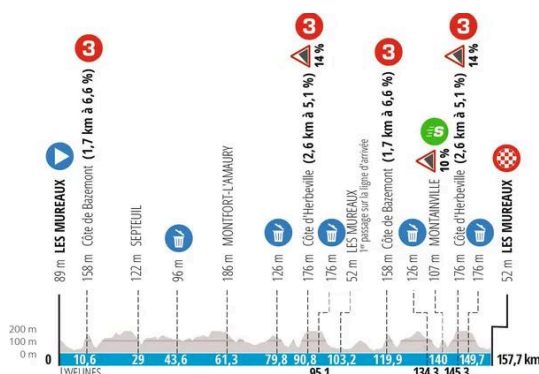 3
Côte de Bazemont (1,7 km à 6,6 %)
3
14 %
Côte d'Herbeville (2,6 km à 5,1 %)
3
Côte de Bazemont (1,7 km à 6,6 %)
S
10 %
3
14 %
Côte d'Herbeville (2,6 km à 5,1 %)
LES MUREAUX
SEPTEUIL
MONTFORT-L'AMAURY
LES MUREAUX
1er passage sur la ligne d'arrivée
MONTAINVILLE
LES MUREAUX
89 m
158 m
122 m
96 m
186 m
126 m
176 m
176 m
52 m
158 m
126 m
107 m
176 m
176 m
52 m
200 m
100 m
0 m
0
10,6
29
43,6
61,3
79,8
90,8
103,2
119,9
140
149,7
157,7 km
95,1
134,3
145,3